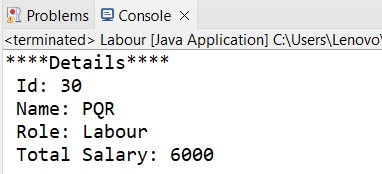 Problems Console
<terminated> Labour [Java Application] C:\Users\Lenovo\
****Details****
Id: 30
Name: PQR
Role: Labour
Total Salary: 6000